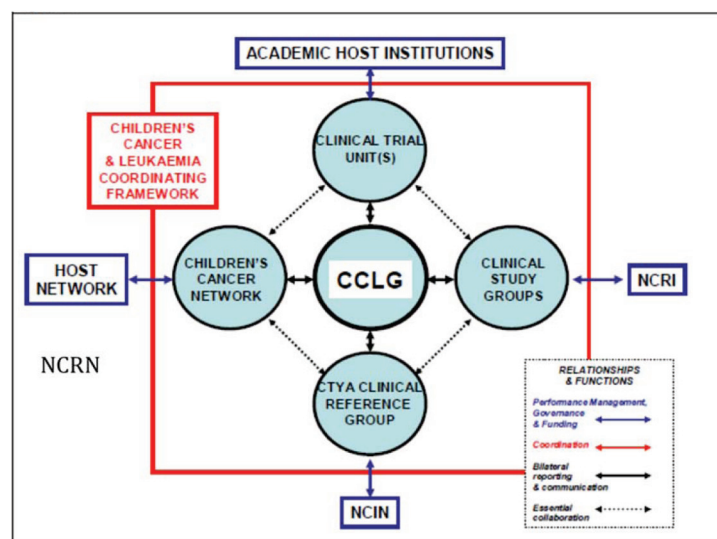 ACADEMIC HOST INSTITUTIONS
CHILDREN'S
CANCER
& LEUKAEMIA
COORDINATING
FRAMEWORK
CLINICAL TRIAL
UNIT(S)
HOST
NETWORK
CHILDREN'S
CANCER
NETWORK
CCLG
CLINICAL
STUDY
GROUPS
NCRI
NCRN
CTYA CLINICAL
REFERENCE
GROUP
NCIN
RELATIONSHIPS
& FUNCTIONS
Performance Management,
Governance
& Funding
Coordination
Bilateral
reporting
& communication
Essential
collaboration